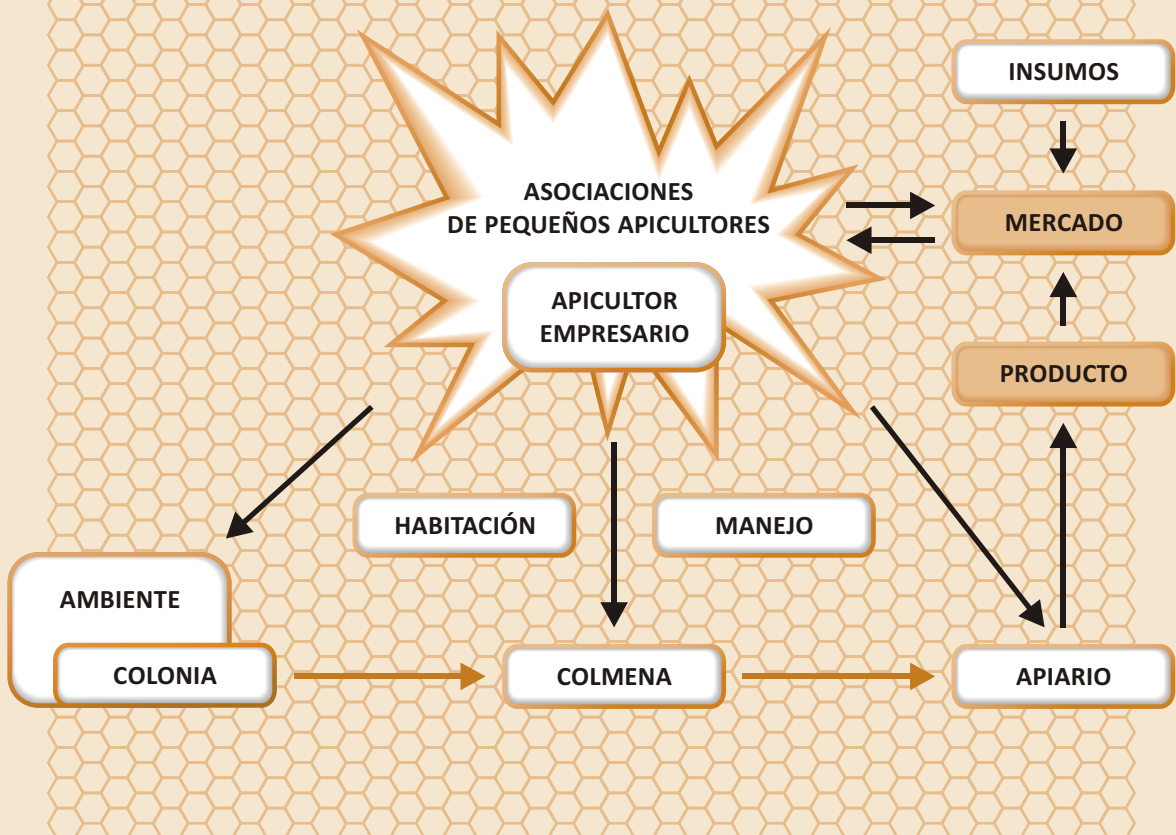 INSUMOS
ASOCIACIONES
DE PEQUEÑOS APICULTORES
MERCADO
APICULTOR
EMPRESARIO
PRODUCTO
HABITACIÓN
MANEJO
AMBIENTE
COLONIA
COLMENA
APIARIO